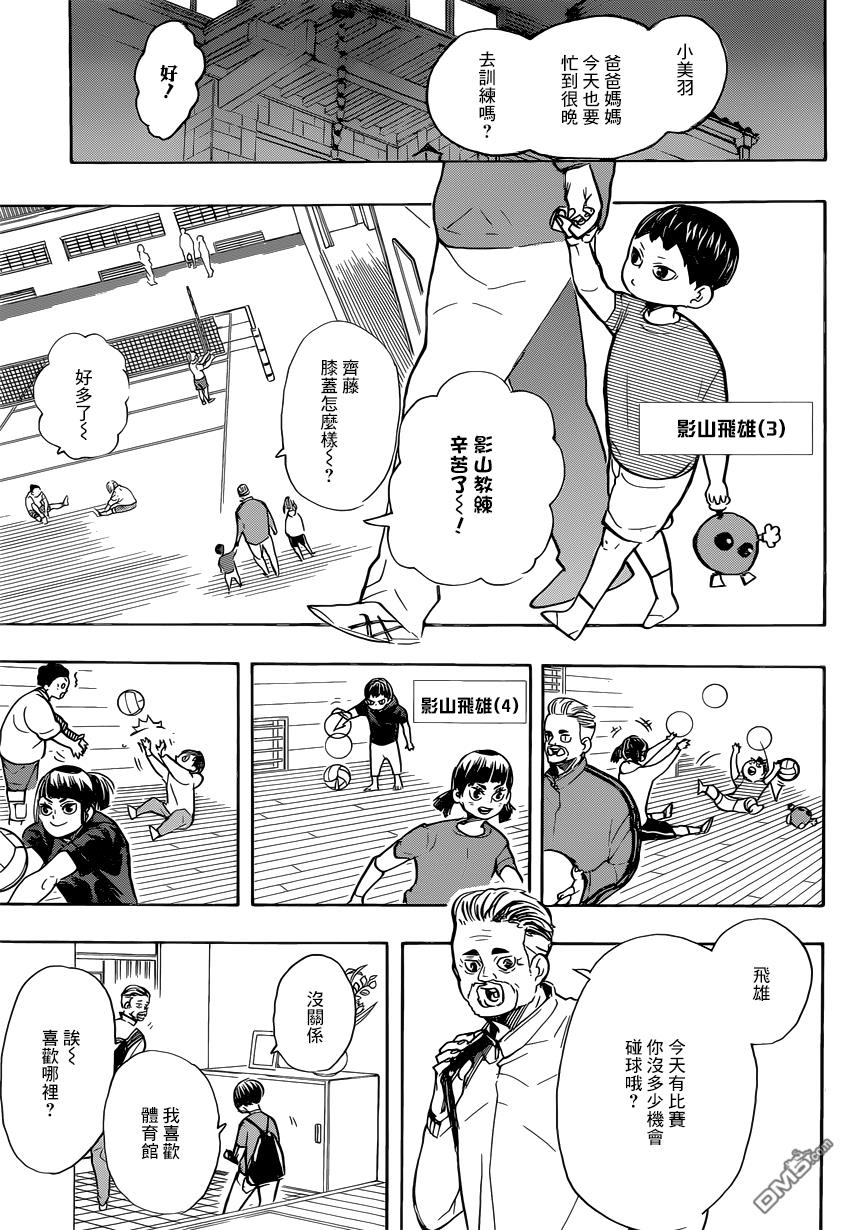 小美羽
爸爸媽媽
今天也要
忙到很晚
去訓練嗎?
好!
影山飛雄(3)
影山教練
辛苦了～!
齊藤
膝蓋怎麼樣～?
好多了～
影山飛雄(4)
飛雄
今天有比賽
你沒多少機會
碰球哦?
沒關係
我喜歡
體育館
誒～
喜歡哪裡?
DM5.com